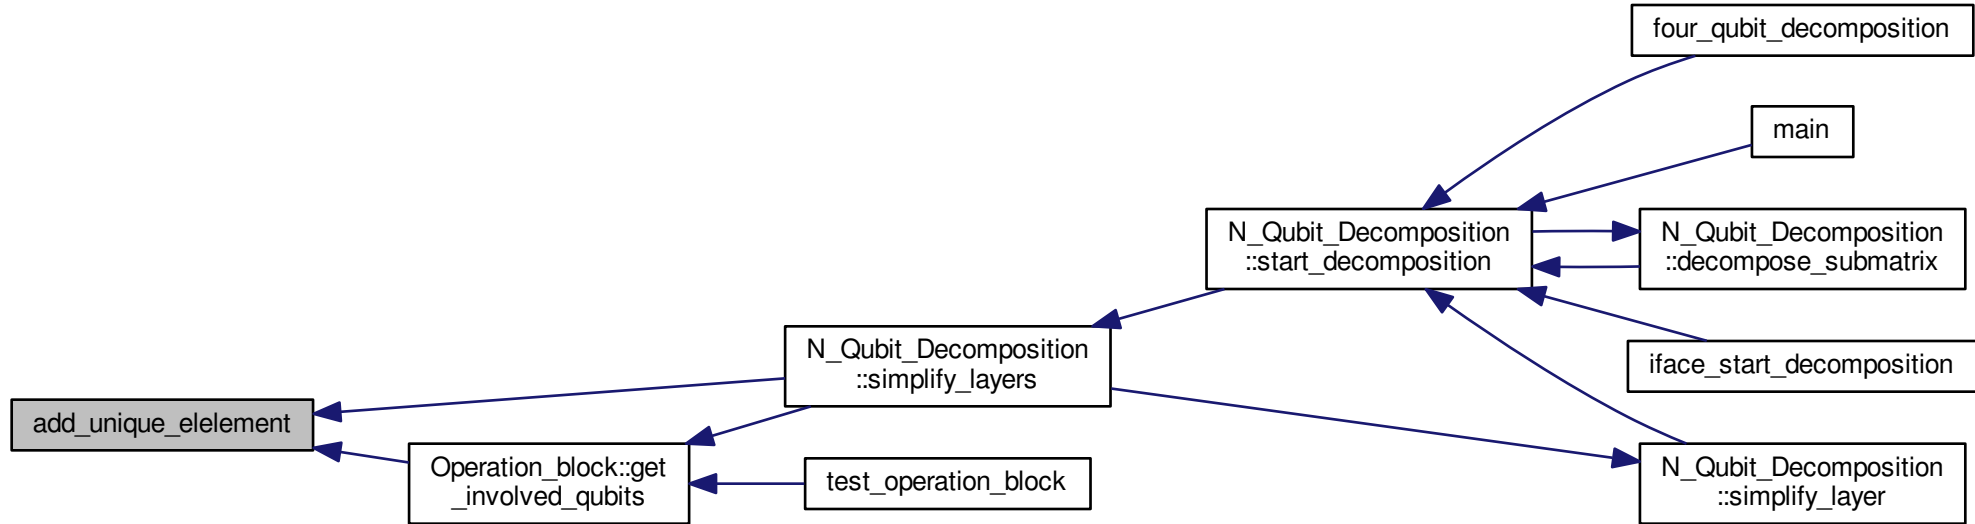 four_qubit_decomposition
main
N_Qubit_Decomposition
::start_decomposition
N_Qubit_Decomposition
::decompose_submatrix
N_Qubit_Decomposition
::simplify_layers
iface_start_decomposition
add_unique_elelement
Operation_block::get
_involved_qubits
test_operation_block
N_Qubit_Decomposition
::simplify_layer